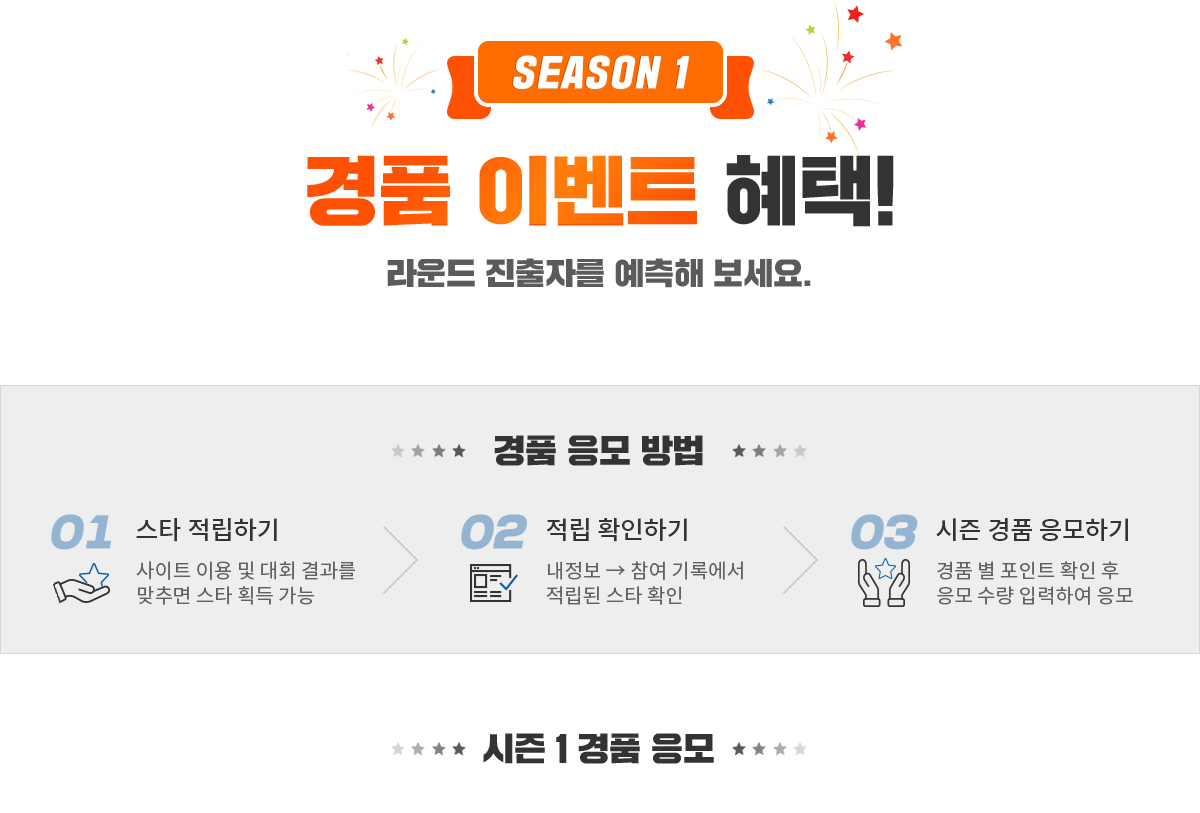 SEASON 1
경품 이벤트 혜택!
라운드 진출자를 예측해 보세요.
경품 응모 방법
01 스타 적립하기
사이트 이용 및 대회 결과를
맞추면 스타 획득 가능
02 적립 확인하기
내정보 → 참여 기록에서
적립된 스타 확인
03 시즌 경품 응모하기
경품 별 포인트 확인 후
응모 수량 입력하여 응모
시즌 1 경품 응모